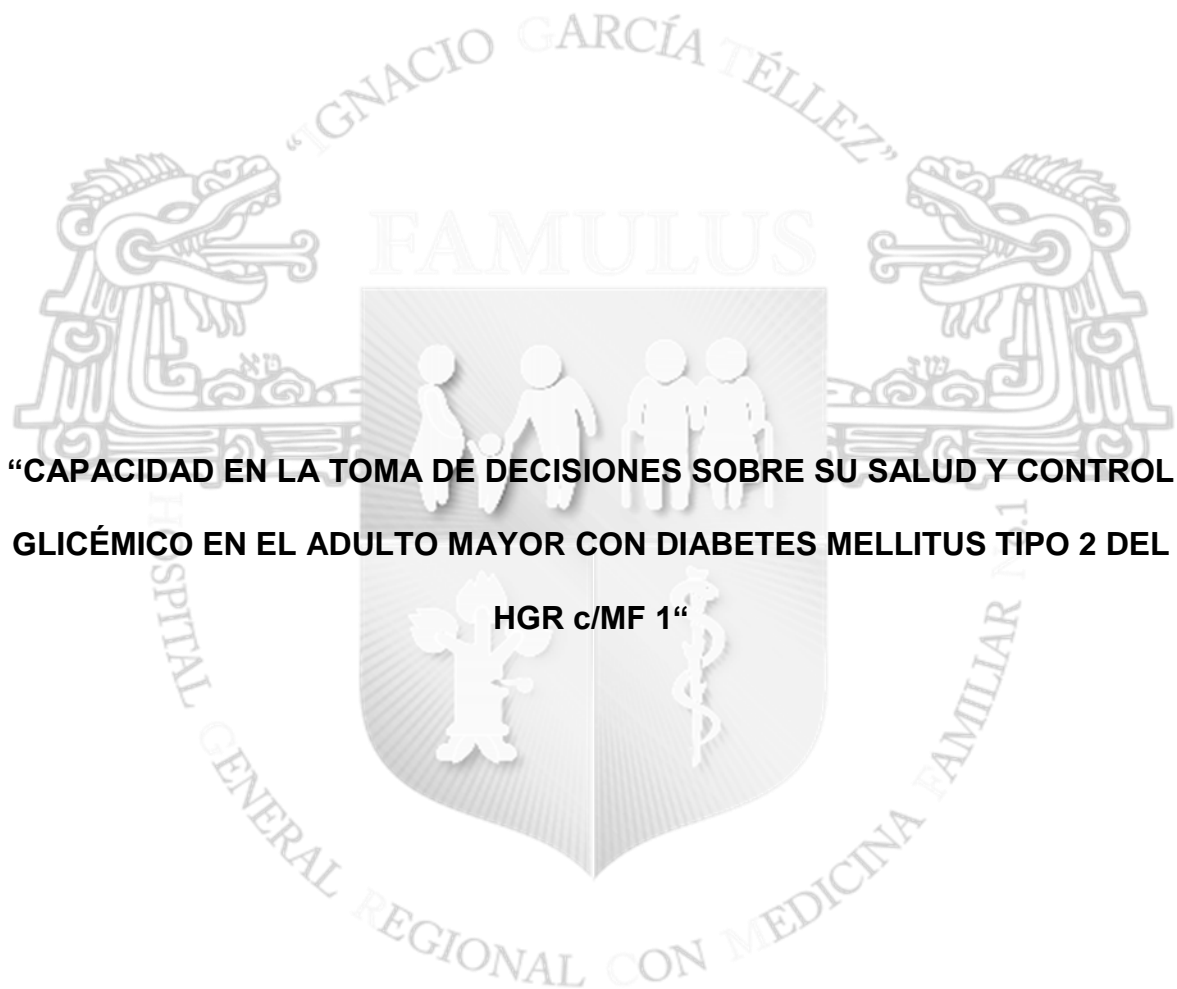 “IGNACIO GARCÍA TÉLLEZ”
FAMULUS
“CAPACIDAD EN LA TOMA DE DECISIONES SOBRE SU SALUD Y CONTROL
GLICÉMICO EN EL ADULTO MAYOR CON DIABETES MELLITUS TIPO 2 DEL
HGR c/MF 1“
HOSPITAL GENERAL REGIONAL CON MEDICINA FAMILIAR No.1